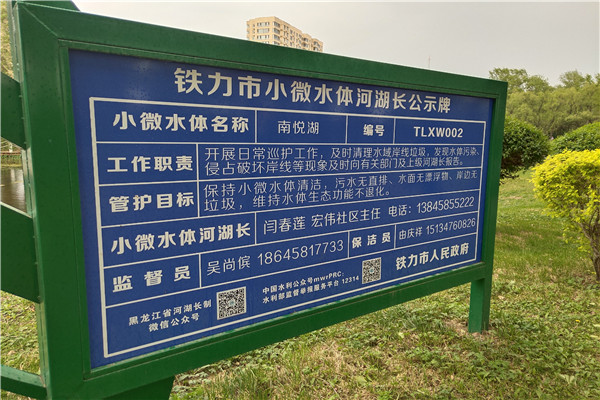 铁力市小微水体河湖长公示牌
小微水体名称 南悦湖 编号 TLXW002
工作职责 开展日常巡护工作，及时清理水域岸线垃圾，发现水体污染、
侵占破坏岸线等现象及时向有关部门及上级河湖长报告。
管护目标 保持小微水体清洁，污水无直排、水面无漂浮物、岸边无
垃圾，维持水体生态功能不退化。
小微水体河湖长 闫春莲 宏伟社区主任 电话：13845855222
监督员 吴尚傧 18645817733 保洁员 由庆祥 15134760826
黑龙江省河湖长制
微信公众号
中国水利公众号mwrPRC；
水利部监督举报服务平台 12314
铁力市人民政府